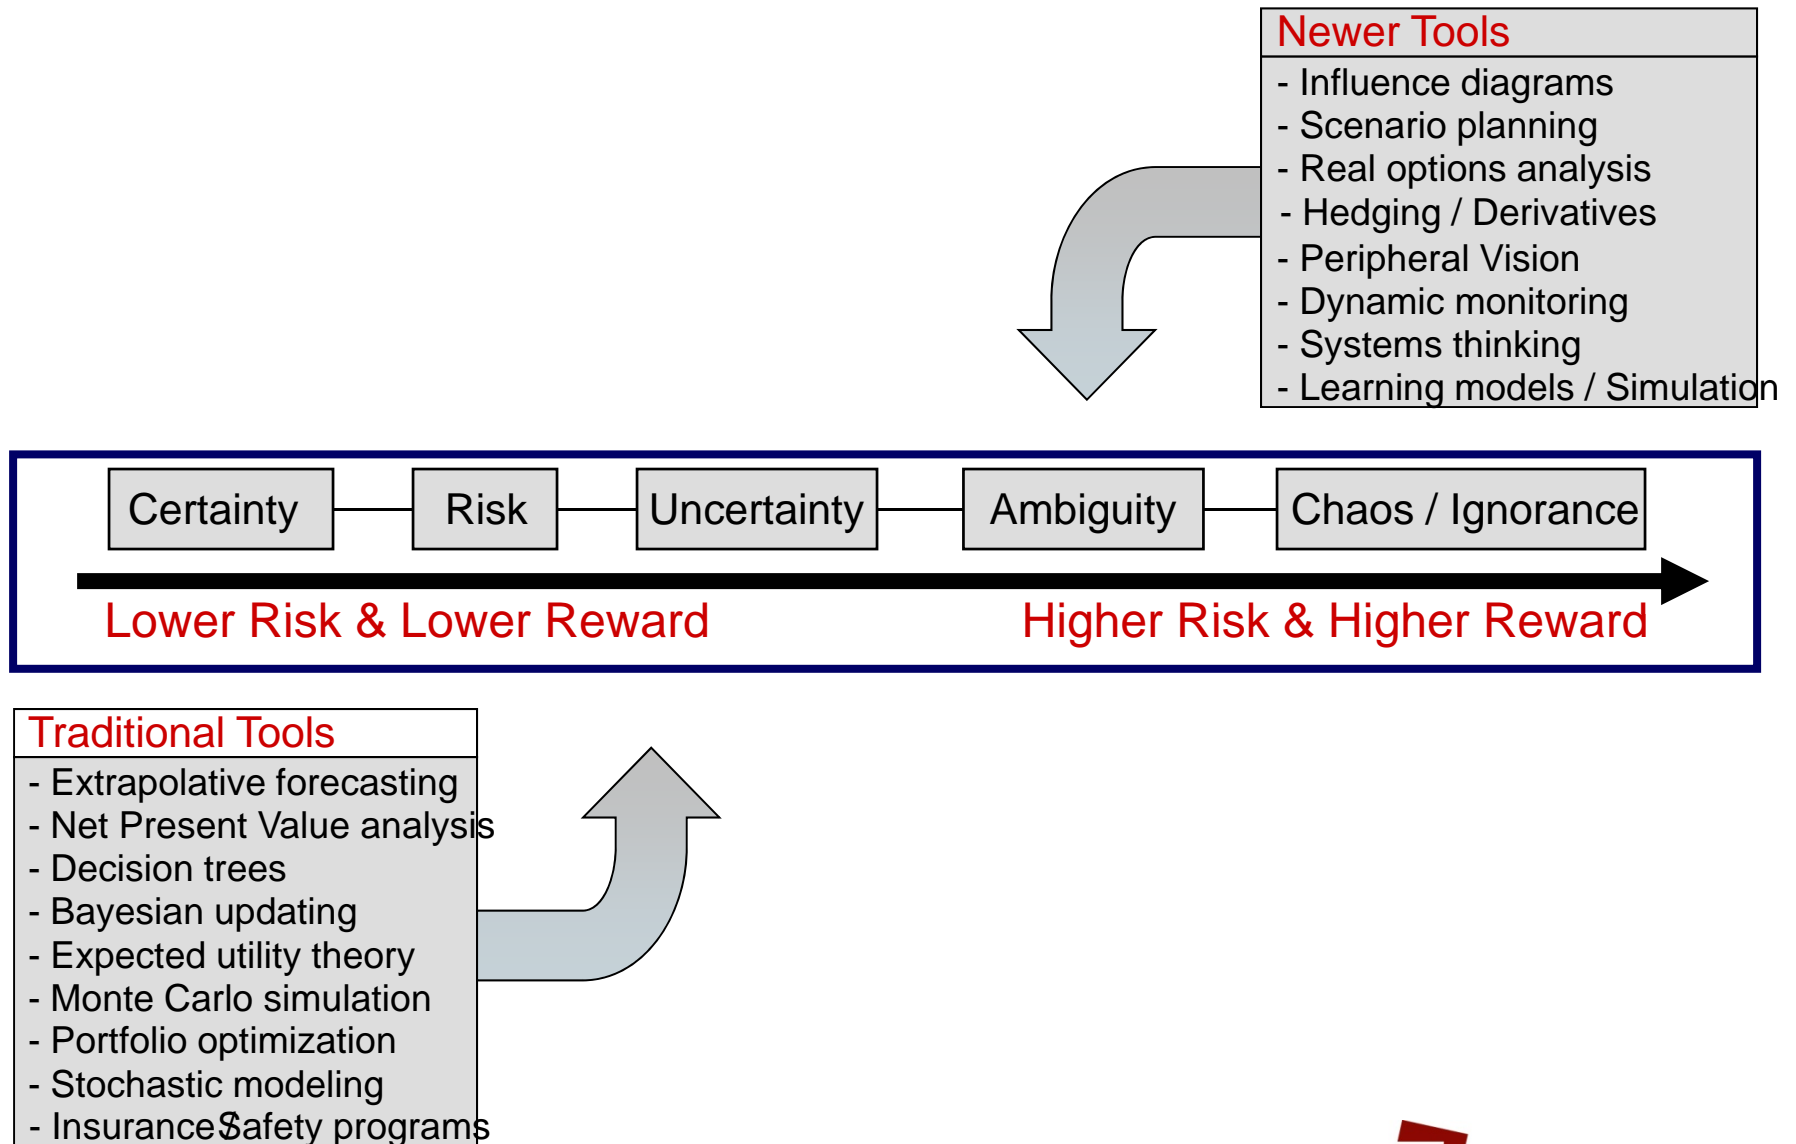 Newer Tools
- Influence diagrams
- Scenario planning
- Real options analysis
- Hedging / Derivatives
- Peripheral Vision
- Dynamic monitoring
- Systems thinking
- Learning models / Simulation
Certainty Risk Uncertainty Ambiguity Chaos / Ignorance
Lower Risk & Lower Reward Higher Risk & Higher Reward
Traditional Tools
- Extrapolative forecasting
- Net Present Value analysis
- Decision trees
- Bayesian updating
- Expected utility theory
- Monte Carlo simulation
- Portfolio optimization
- Stochastic modeling
- Insurance/Safety programs